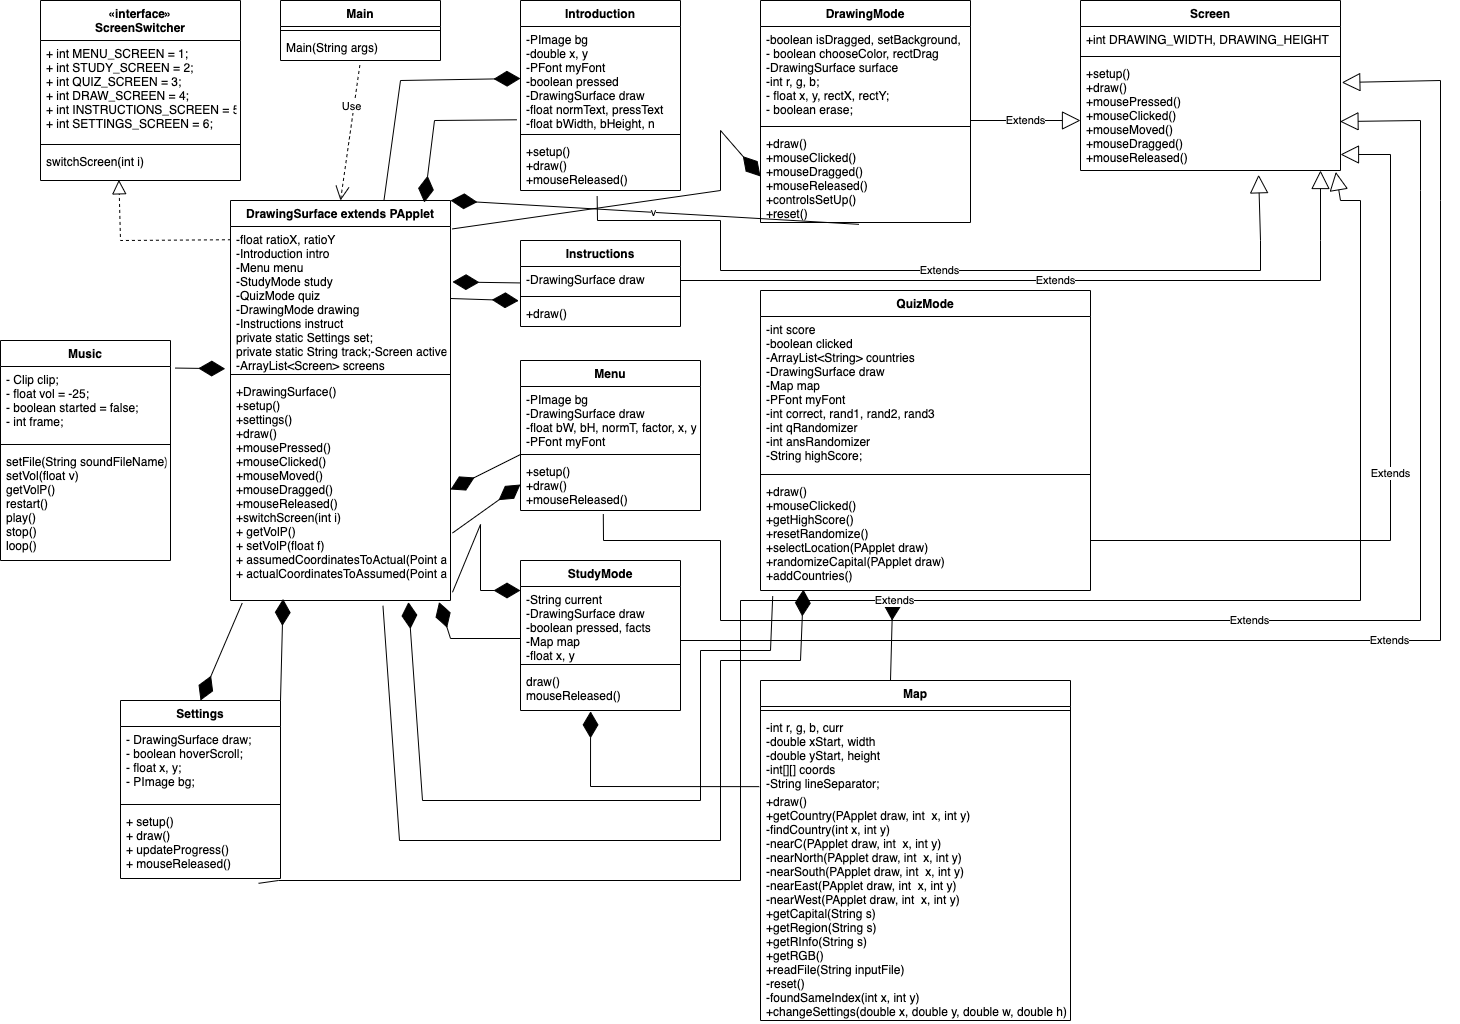 «interface»
ScreenSwitcher
+ int MENU_SCREEN = 1;
+ int STUDY_SCREEN = 2;
+ int QUIZ_SCREEN = 3;
+ int DRAW_SCREEN = 4;
+ int INSTRUCTIONS_SCREEN =
+ int SETTINGS_SCREEN = 6;
switchScreen(int i)
Main
Main(String args)
Use
Introduction
-PImage bg
-double x, y
-PFont myFont
-boolean pressed
-DrawingSurface draw
-float normText, pressText
-float bWidth, bHeight, n
+setup()
+draw()
+mouseReleased()
DrawingMode
-boolean isDragged, setBackground,
- boolean chooseColor, rectDrag
-DrawingSurface surface
-int r, g, b;
- float x, y, rectX, rectY;
- boolean erase;
+draw()
+mouseClicked()
+mouseDragged()
+mouseReleased()
+controlsSetUp()
+reset()
Extends
Screen
+int DRAWING_WIDTH, DRAWING_HEIGHT
+setup()
+draw()
+mousePressed()
+mouseClicked()
+mouseMoved()
+mouseDragged()
+mouseReleased()
DrawingSurface extends PApplet
-float ratioX, ratioY
-Introduction intro
-Menu menu
-StudyMode study
-QuizMode quiz
-DrawingMode drawing
-Instructions instruct
private static Settings set;
private static String track;-Screen active
-ArrayList<Screen> screens
+DrawingSurface()
+setup()
+settings()
+draw()
+mousePressed()
+mouseClicked()
+mouseMoved()
+mouseDragged()
+mouseReleased()
+switchScreen(int i)
+ getVolP()
+ setVolP(float f)
+ assumedCoordinatesToActual(Point a
+ actualCoordinatesToAssumed(Point a
v
Instructions
-DrawingSurface draw
+draw()
Extends
Extends
Music
- Clip clip;
- float vol = -25;
- boolean started = false;
- int frame;
setFile(String soundFileName)
setVol(float v)
getVolP()
restart()
play()
stop()
loop()
Menu
-PImage bg
-DrawingSurface draw
-float bW, bH, normT, factor, x, y
-PFont myFont
+setup()
+draw()
+mouseReleased()
QuizMode
-int score
-boolean clicked
-ArrayList<String> countries
-DrawingSurface draw
-Map map
-PFont myFont
-int correct, rand1, rand2, rand3
-int qRandomizer
-int ansRandomizer
-String highScore;
+draw()
+mouseClicked()
+getHighScore()
+resetRandomize()
+selectLocation(PApplet draw)
+randomizeCapital(PApplet draw)
+addCountries()
Extends
StudyMode
-String current
-DrawingSurface draw
-boolean pressed, facts
-Map map
-float x, y
draw()
mouseReleased()
Extends
Extends
Extends
Settings
- DrawingSurface draw;
- boolean hoverScroll;
- float x, y;
- PImage bg;
+ setup()
+ draw()
+ updateProgress()
+ mouseReleased()
Map
-int r, g, b, curr
-double xStart, width
-double yStart, height
-int[][] coords
-String lineSeparator;
+draw()
+getCountry(PApplet draw, int x, int y)
-findCountry(int x, int y)
-nearC(PApplet draw, int x, int y)
-nearNorth(PApplet draw, int x, int y)
-nearSouth(PApplet draw, int x, int y)
-nearEast(PApplet draw, int x, int y)
-nearWest(PApplet draw, int x, int y)
+getCapital(String s)
+getRegion(String s)
+getRInfo(String s)
+getRGB()
+readFile(String inputFile)
-reset()
-foundSameIndex(int x, int y)
+changeSettings(double x, double y, double w, double h)